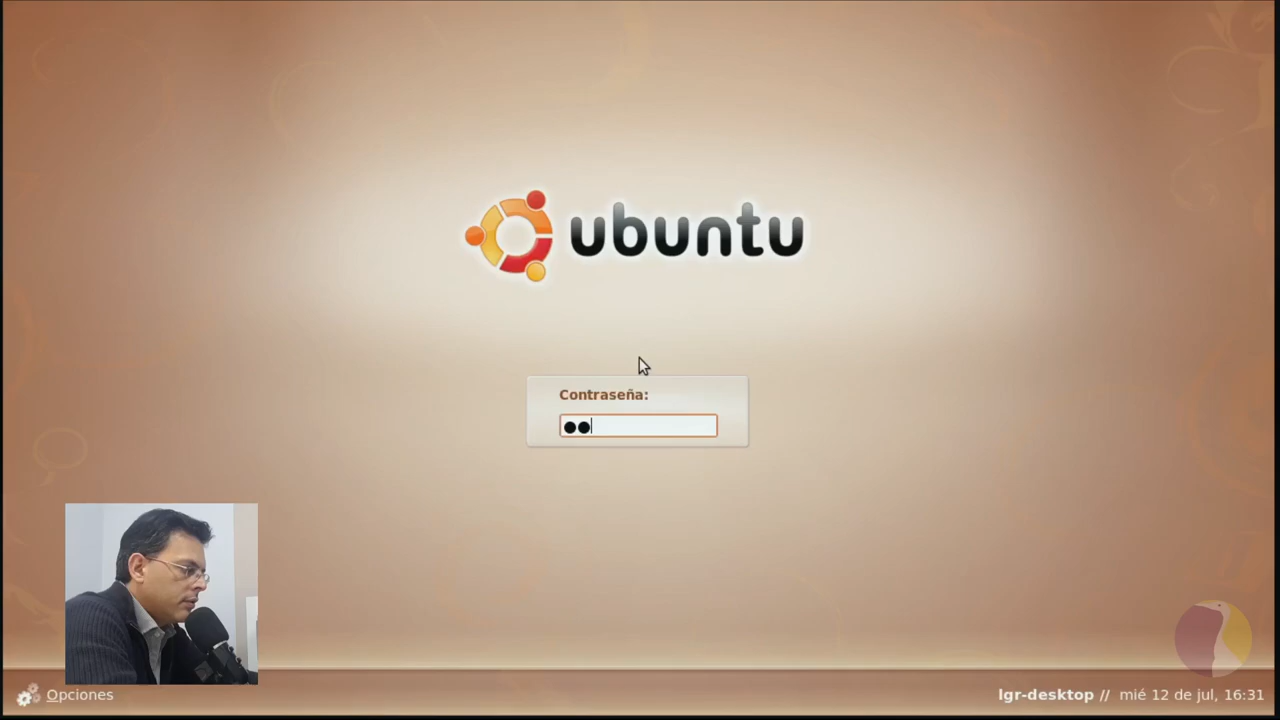 ubuntu
Contraseña:
Opciones
lgr-desktop // mié 12 de jul, 16:31